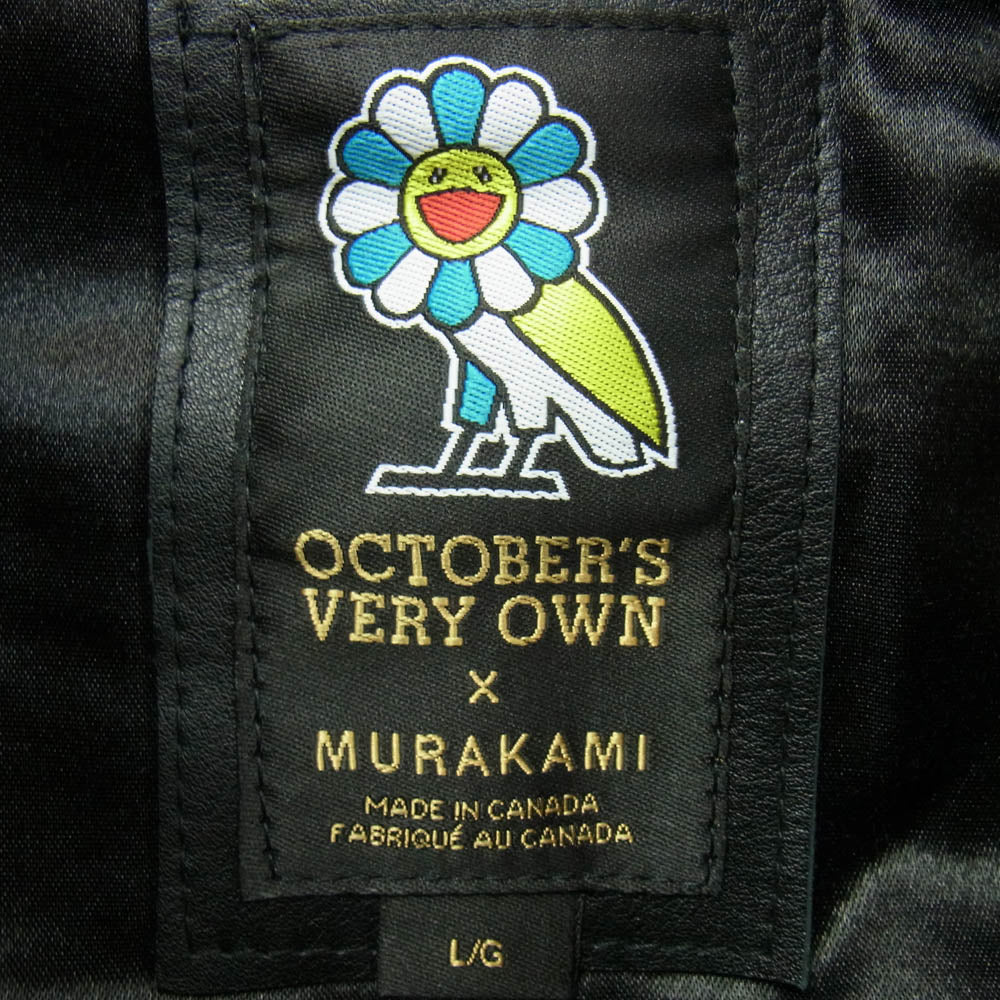 OCTOBER'S
VERY OWN
X
MURAKAMI
MADE IN CANADA
FABRIQUÉ AU CANADA
L/G